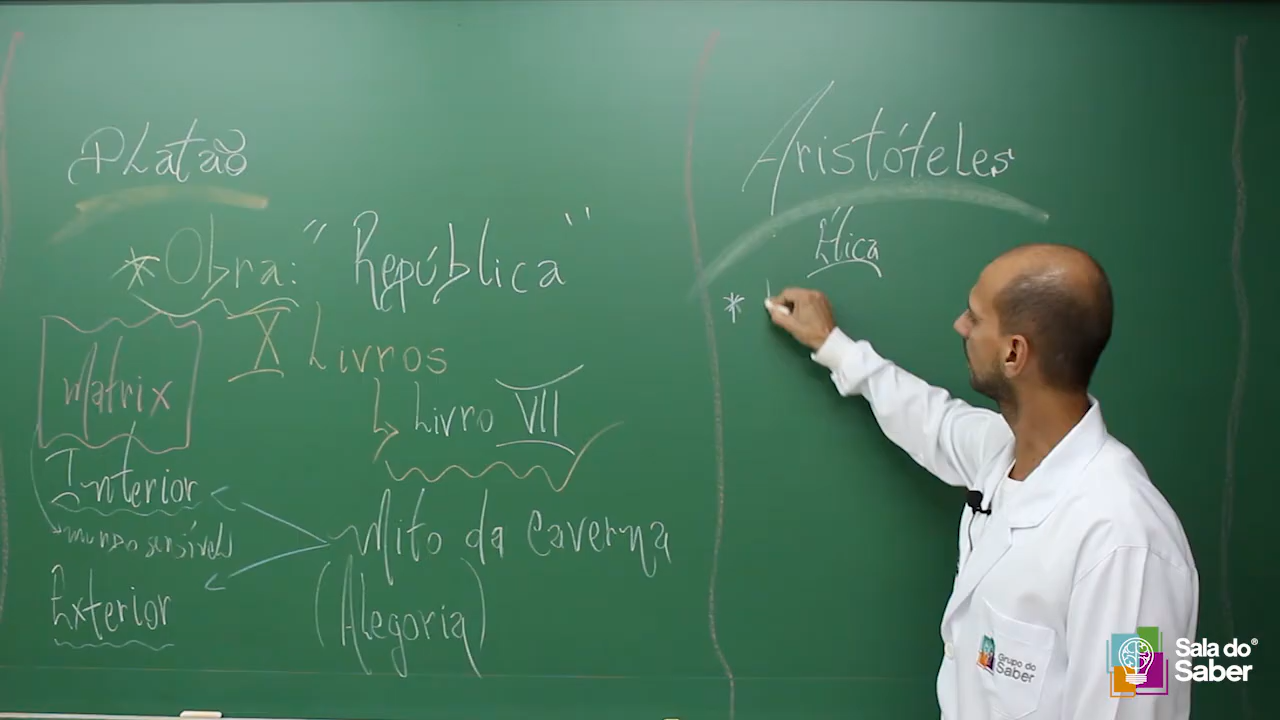 Platão
* Obra: "República"
X Livros
Livro VII
Matrix
Interior
mundo sensível
Exterior
Mito da Caverna
(Alegoria)
Aristóteles
Ética
*
Grupo do
Saber
Sala do®
Saber